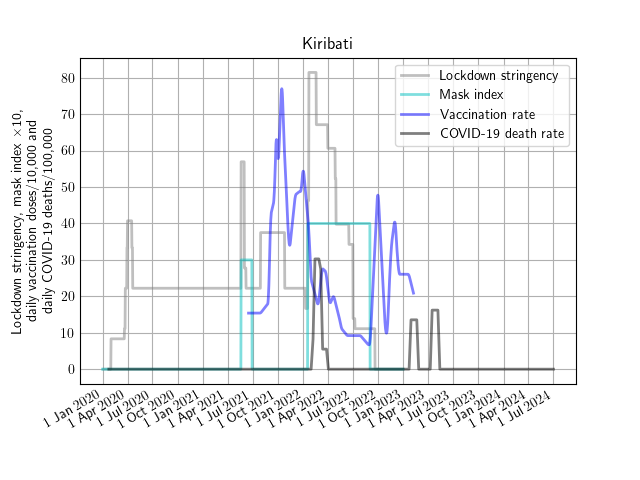 Kiribati
Lockdown stringency, mask index ×10,
daily vaccination doses/10,000 and
daily COVID-19 deaths/100,000
80
70
60
50
40
30
20
10
0
Lockdown stringency
Mask index
Vaccination rate
COVID-19 death rate
1 Jan 2020
1 Apr 2020
1 Jul 2020
1 Oct 2020
1 Jan 2021
1 Apr 2021
1 Jul 2021
1 Oct 2021
1 Jan 2022
1 Apr 2022
1 Jul 2022
1 Oct 2022
1 Jan 2023
1 Apr 2023
1 Jul 2023
1 Oct 2023
1 Jan 2024
1 Apr 2024
1 Jul 2024